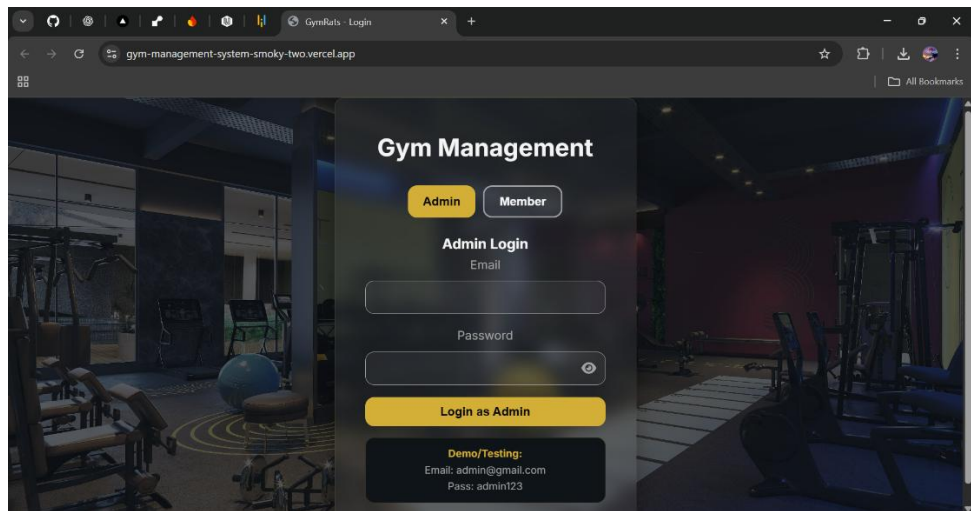 GymRats - Login
gym-management-system-smoky-two.vercel.app
All Bookmarks
Gym Management
Admin
Member
Admin Login
Email
Password
Login as Admin
Demo/Testing:
Email: admin@gmail.com
Pass: admin123